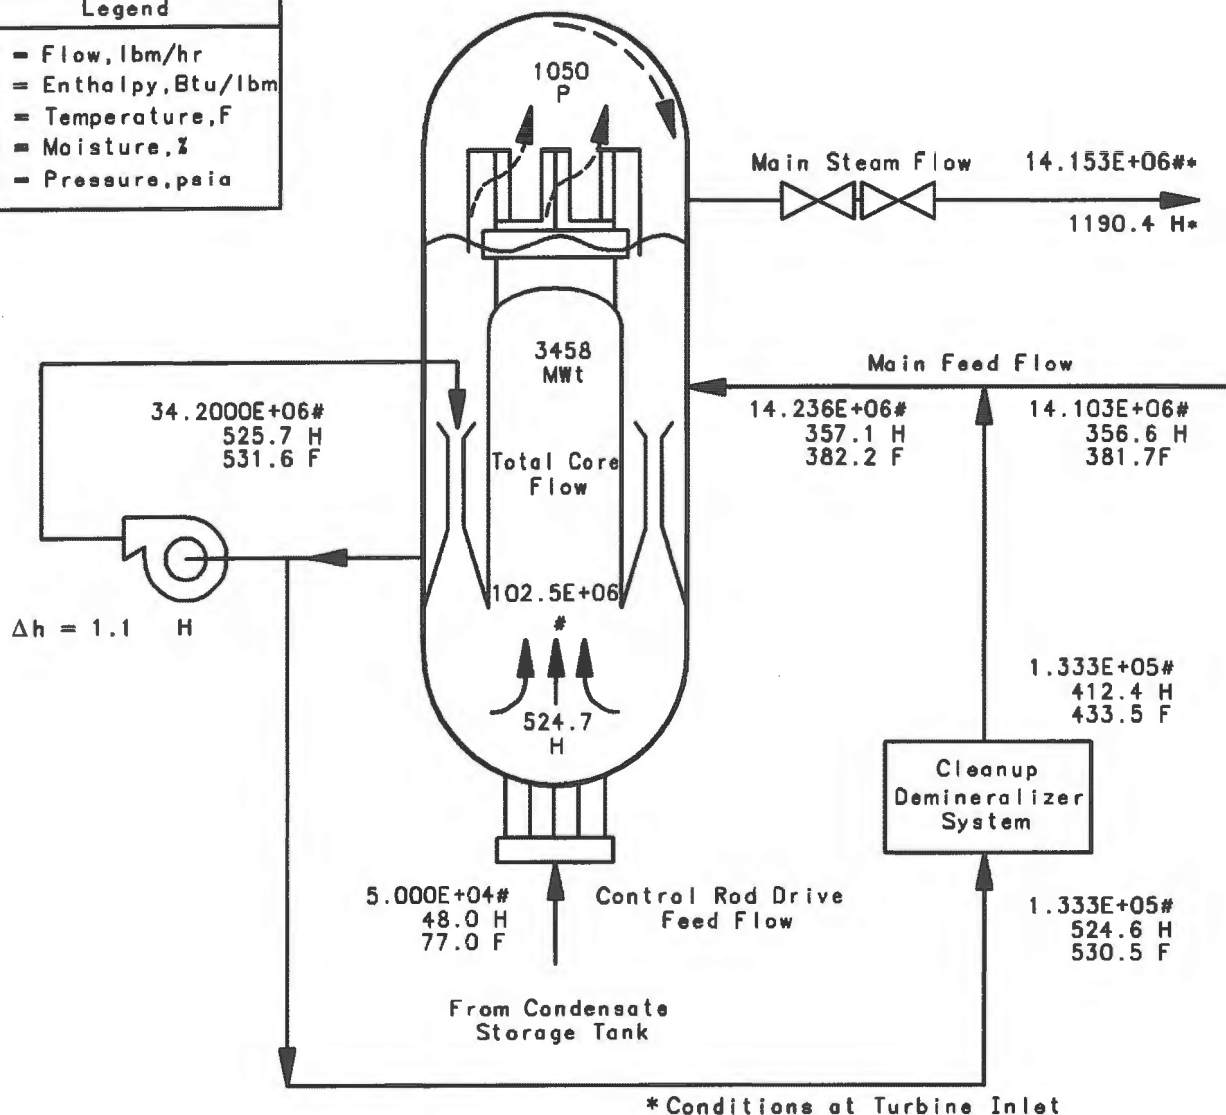 Legend
= Flow, lbm/hr
= Enthalpy, Btu/lbm
= Temperature, F
= Moisture, %
= Pressure, psia
1050
P
Main Steam Flow
14.153E+06#*
1190.4 H*
3458
MWt
Main Feed Flow
34.2000E+06#
525.7 H
531.6 F
14.236E+06#
357.1 H
382.2 F
14.103E+06#
356.6 H
381.7F
Total Core
Flow
102.5E+06
#
Δh = 1.1 H
524.7
H
1.333E+05#
412.4 H
433.5 F
Cleanup
Demineralizer
System
5.000E+04#
48.0 H
77.0 F
Control Rod Drive
Feed Flow
1.333E+05#
524.6 H
530.5 F
From Condensate
Storage Tank
*Conditions at Turbine Inlet